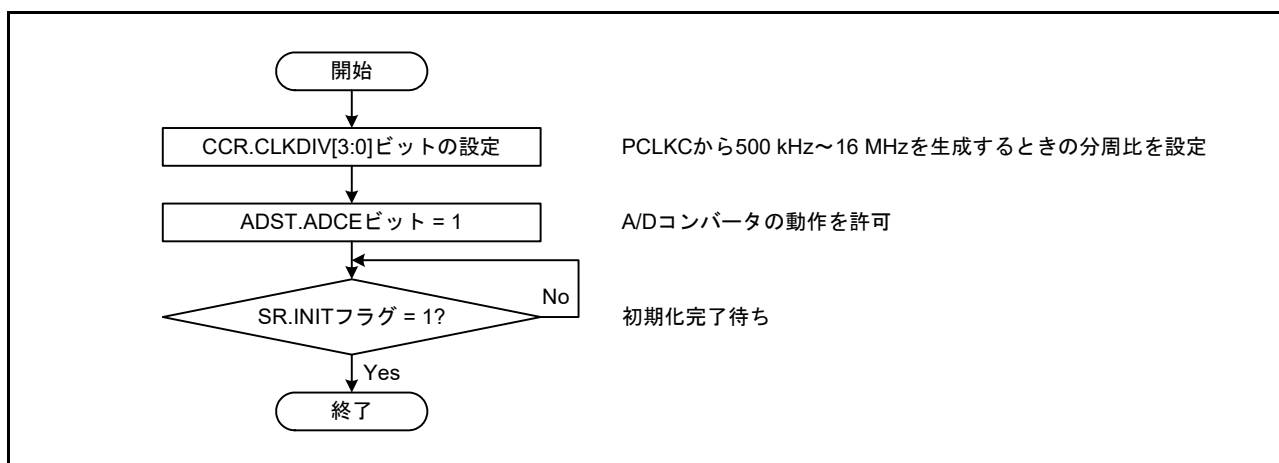 開始
CCR.CLKDIV[3:0]ビットの設定 PCLKCから500 kHz～16 MHzを生成するときの分周比を設定
ADST.ADCEビット = 1 A/Dコンバータの動作を許可
No
SR.INITフラグ = 1? 初期化完了待ち
Yes
終了